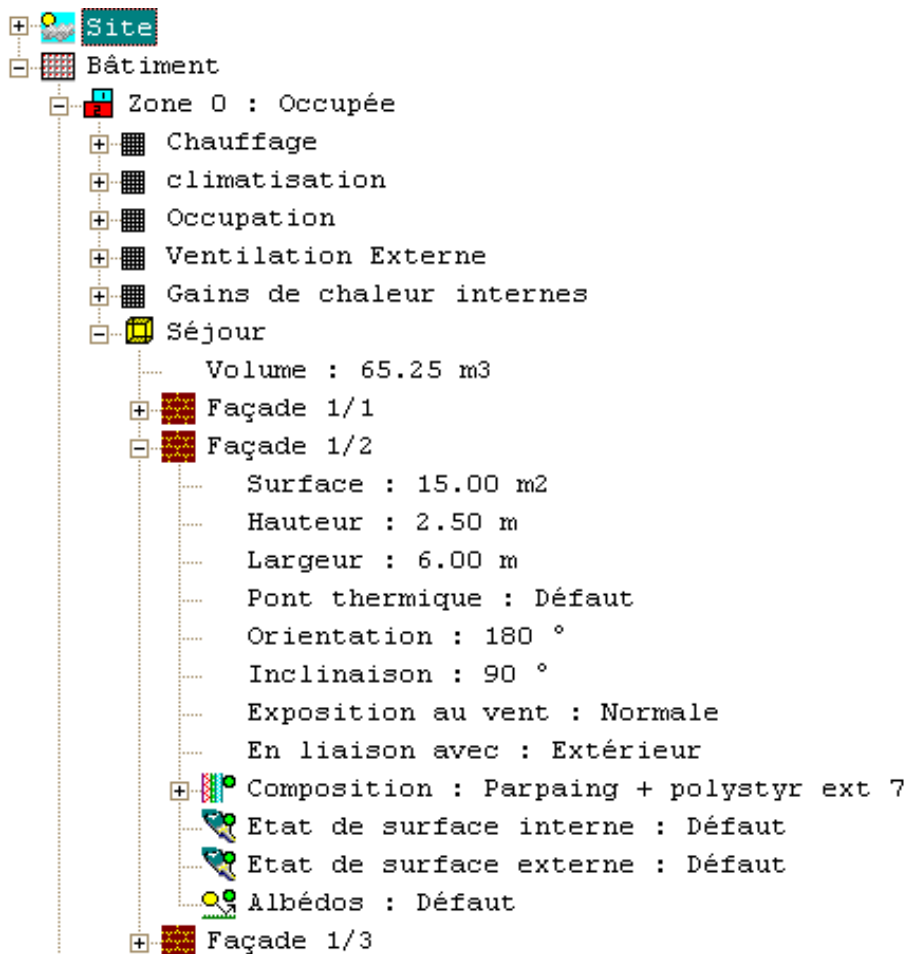 Site
Bâtiment
Zone 0 : Occupée
Chauffage
climatisation
Occupation
Ventilation Externe
Gains de chaleur internes
Séjour
Volume : 65.25 m3
Façade 1/1
Façade 1/2
Surface : 15.00 m2
Hauteur : 2.50 m
Largeur : 6.00 m
Pont thermique : Défaut
Orientation : 180 °
Inclinaison : 90 °
Exposition au vent : Normale
En liaison avec : Extérieur
Composition : Parpaing + polystyr ext 7
Etat de surface interne : Défaut
Etat de surface externe : Défaut
Albédos : Défaut
Façade 1/3